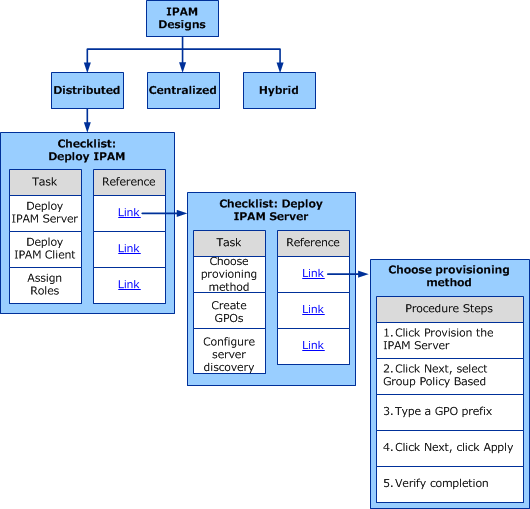 IPAM
Designs
Distributed
Centralized
Hybrid
Checklist:
Deploy IPAM
Task
Reference
Deploy
IPAM Server
Link
Deploy
IPAM Client
Link
Assign
Roles
Link
Checklist: Deploy
IPAM Server
Task
Reference
Choose
provioning
method
Link
Create
GPOs
Link
Configure
server
discovery
Link
Choose provisioning
method
Procedure Steps
1. Click Provision the
IPAM Server
2. Click Next, select
Group Policy Based
3. Type a GPO prefix
4. Click Next, click Apply
5. Verify completion